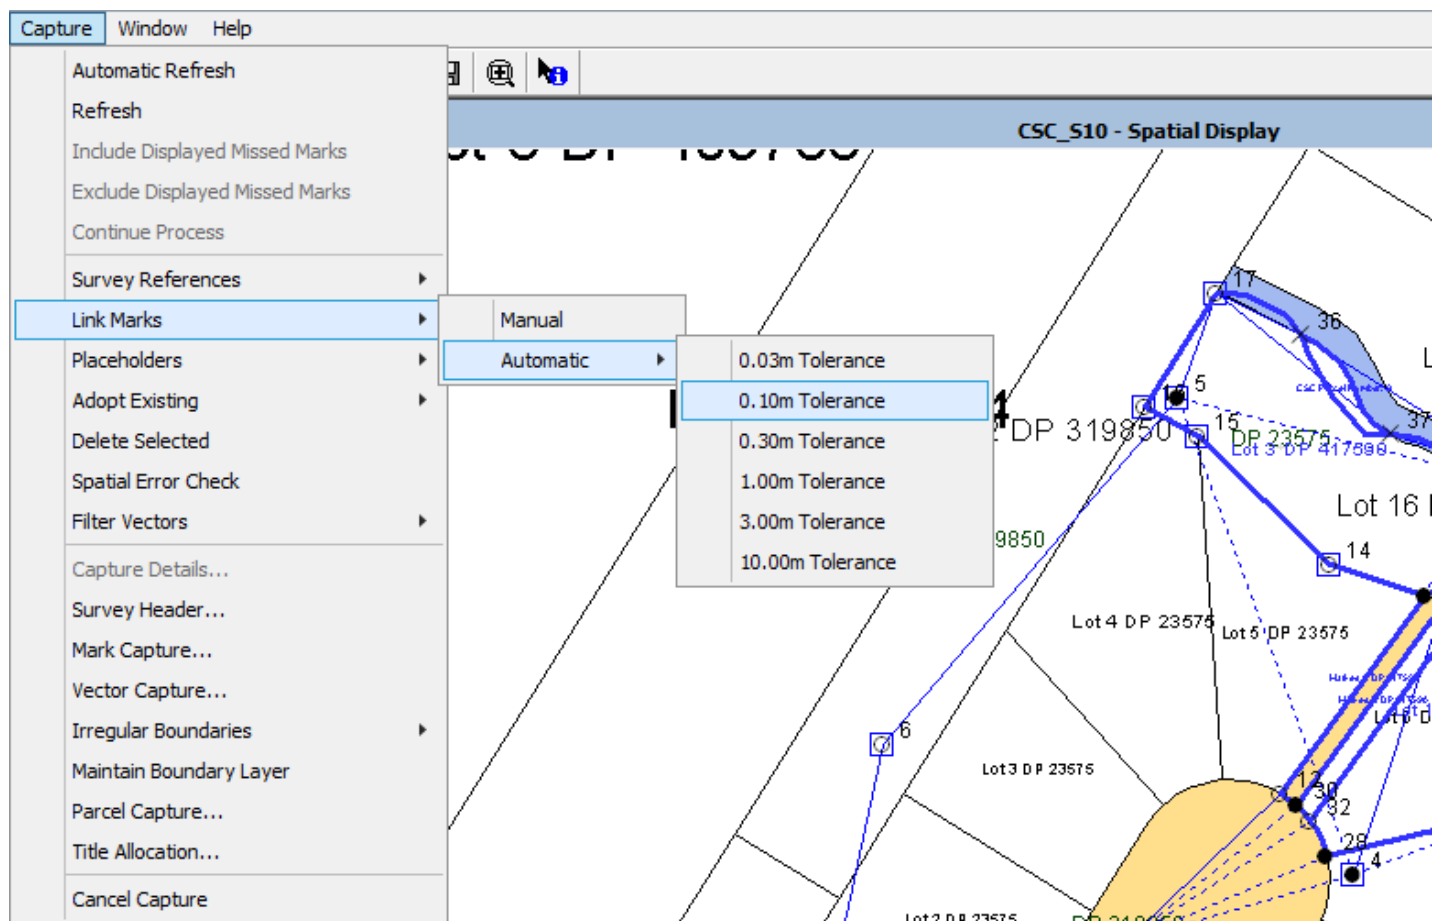 Capture Window Help
Automatic Refresh
Refresh
Include Displayed Missed Marks
Exclude Displayed Missed Marks
Continue Process
Survey References
Link Marks
Placeholders
Adopt Existing
Delete Selected
Spatial Error Check
Filter Vectors
Capture Details...
Survey Header...
Mark Capture...
Vector Capture...
Irregular Boundaries
Maintain Boundary Layer
Parcel Capture...
Title Allocation...
Cancel Capture
Manual
Automatic
0.03m Tolerance
0.10m Tolerance
0.30m Tolerance
1.00m Tolerance
3.00m Tolerance
10.00m Tolerance
CSC_S10 - Spatial Display
17
36
5
37
15
DP 319850
DP 23575
Lot 3 DP 417590
Lot 16
9850
14
Lot 4 DP 23575
Lot 5 DP 23575
6
Lot 3 DP 23575
12
30
32
28
4
Lot 2 DP 23575